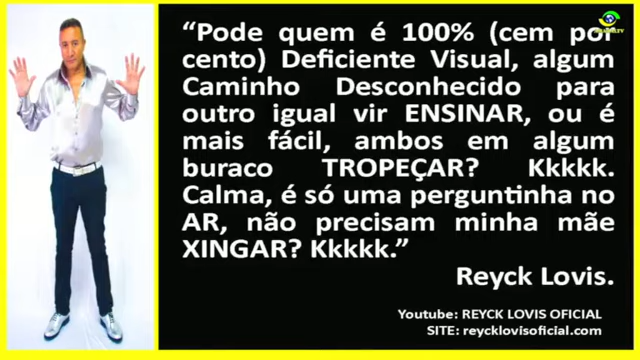 “Pode quem é 100% (cem por
cento) Deficiente Visual, algum
Caminho Desconhecido para
outro igual vir ENSINAR, ou é
mais fácil, ambos em algum
buraco TROPEÇAR? Kkkkk.
Calma, é só uma perguntinha no
AR, não precisam minha mãe
XINGAR? Kkkkk.”
Reyck Lovis.
Youtube: REYCK LOVIS OFICIAL
SITE: reycklovisoficial.com